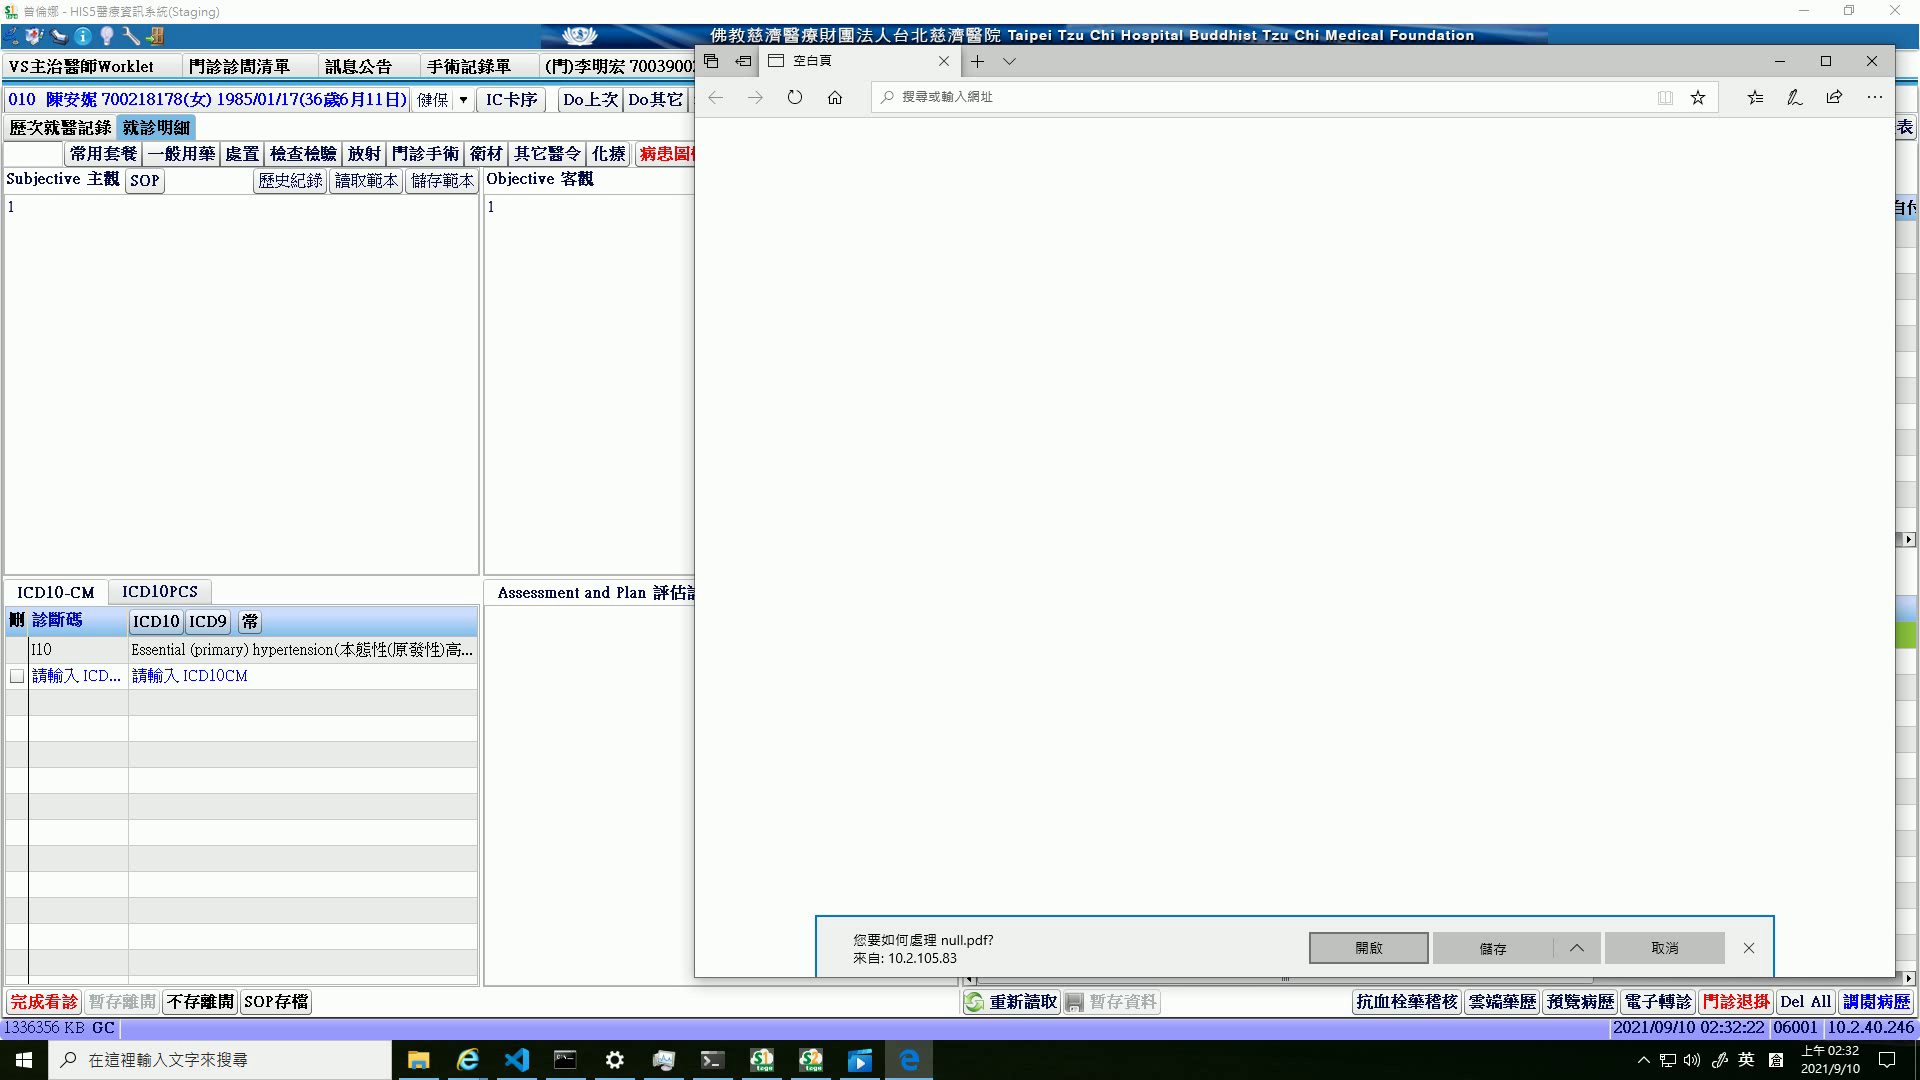 曾倫娜 - HIS5醫療資訊系統(Staging)
佛教慈濟醫療財團法人台北慈濟醫院 Taipei Tzu Chi Hospital Buddhist Tzu Chi Medical Foundation
VS主治醫師Worklet 門診診間清單 訊息公告 手術記錄單 (門)李明宏 7003900
010 陳安妮 700218178(女) 1985/01/17(36歲6月11日) 健保 IC卡序 Do上次 Do其它
歷次就醫記錄 就診明細
表
常用套餐 一般用藥 處置 檢查檢驗 放射 門診手術 衛材 其它醫令 化療 病患圖
Subjective 主觀 SOP 歷史紀錄 讀取範本 儲存範本 Objective 客觀
1 1
自付
空白頁
搜尋或輸入網址
ICD10-CM ICD10PCS Assessment and Plan 評估
刪 診斷碼 ICD10 ICD9 常
I10 Essential (primary) hypertension(本態性(原發性)高...
請輸入 ICD... 請輸入 ICD10CM
您要如何處理 null.pdf?
來自: 10.2.105.83
開啟 儲存 取消
完成看診 暫存離開 不存離開 SOP存檔 重新讀取 暫存資料 抗血栓藥稽核 雲端藥歷 預覽病歷 電子轉診 門診退掛 Del All 調閱病歷
1336356 KB GC 2021/09/10 02:32:22 06001 10.2.40.246
在這裡輸入文字來搜尋
英
上午 02:32
2021/9/10